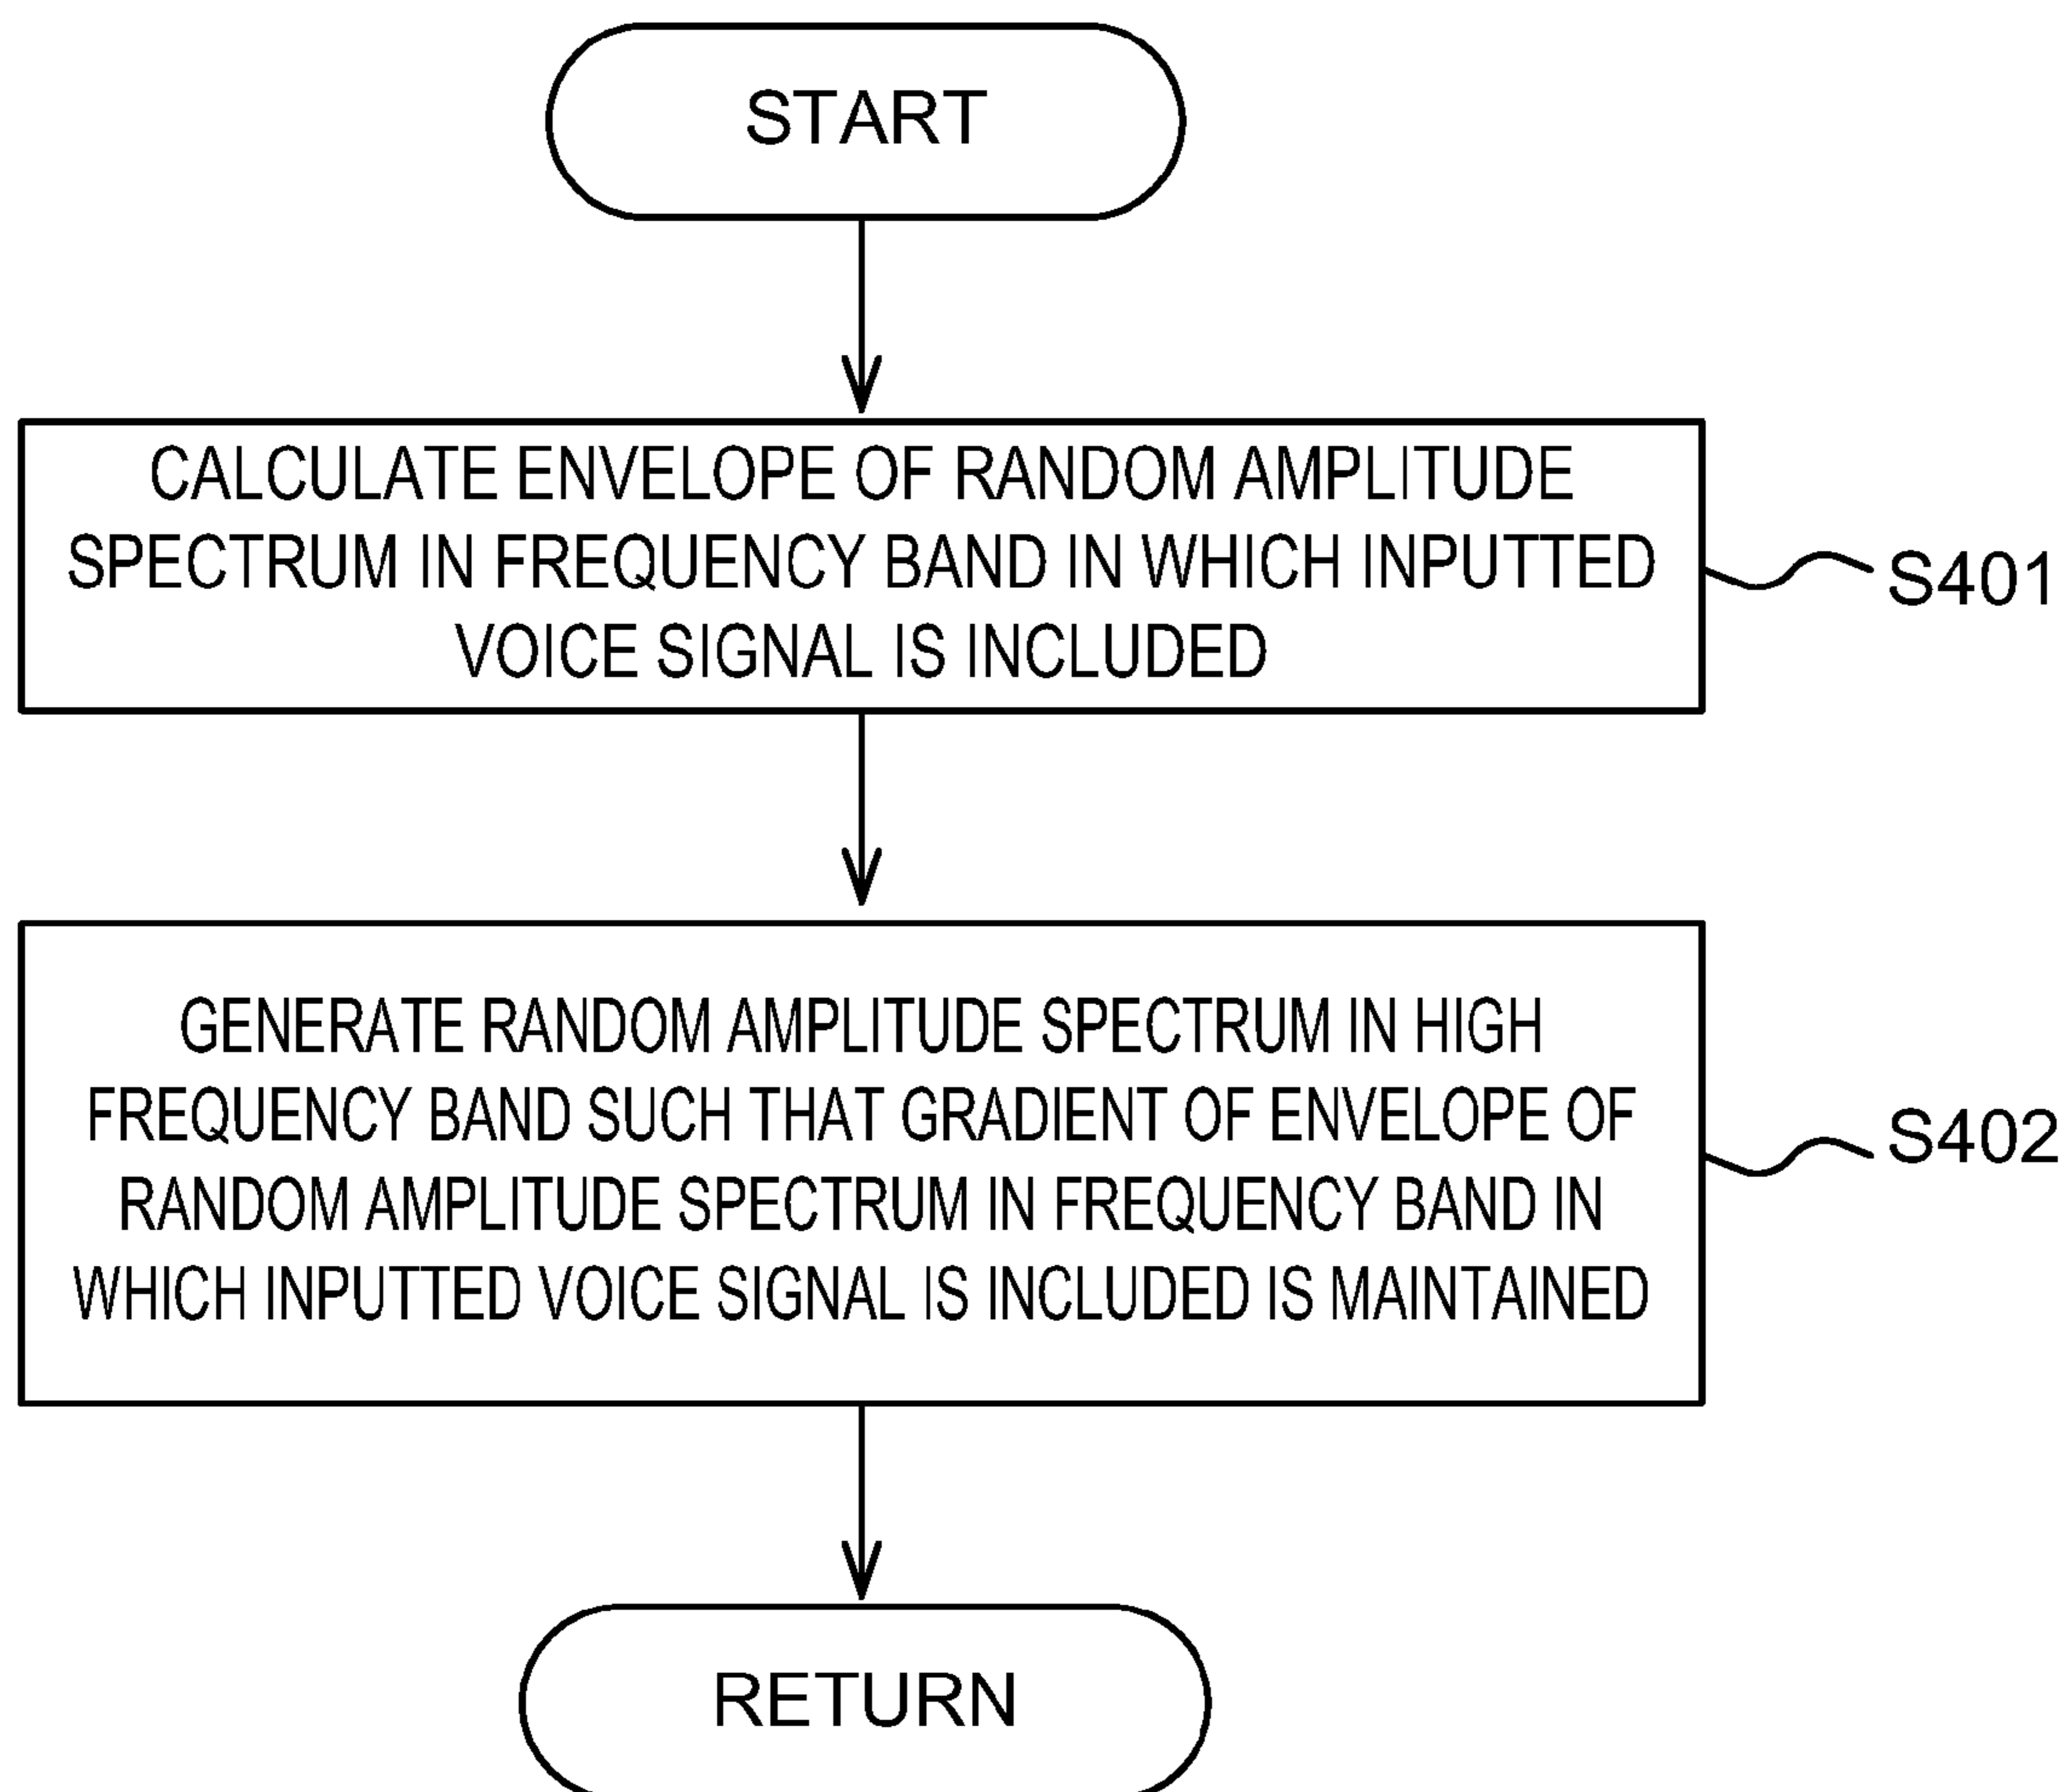 START
CALCULATE ENVELOPE OF RANDOM AMPLITUDE
SPECTRUM IN FREQUENCY BAND IN WHICH INPUTTED
VOICE SIGNAL IS INCLUDED
S401
GENERATE RANDOM AMPLITUDE SPECTRUM IN HIGH
FREQUENCY BAND SUCH THAT GRADIENT OF ENVELOPE OF
RANDOM AMPLITUDE SPECTRUM IN FREQUENCY BAND IN
WHICH INPUTTED VOICE SIGNAL IS INCLUDED IS MAINTAINED
S402
RETURN